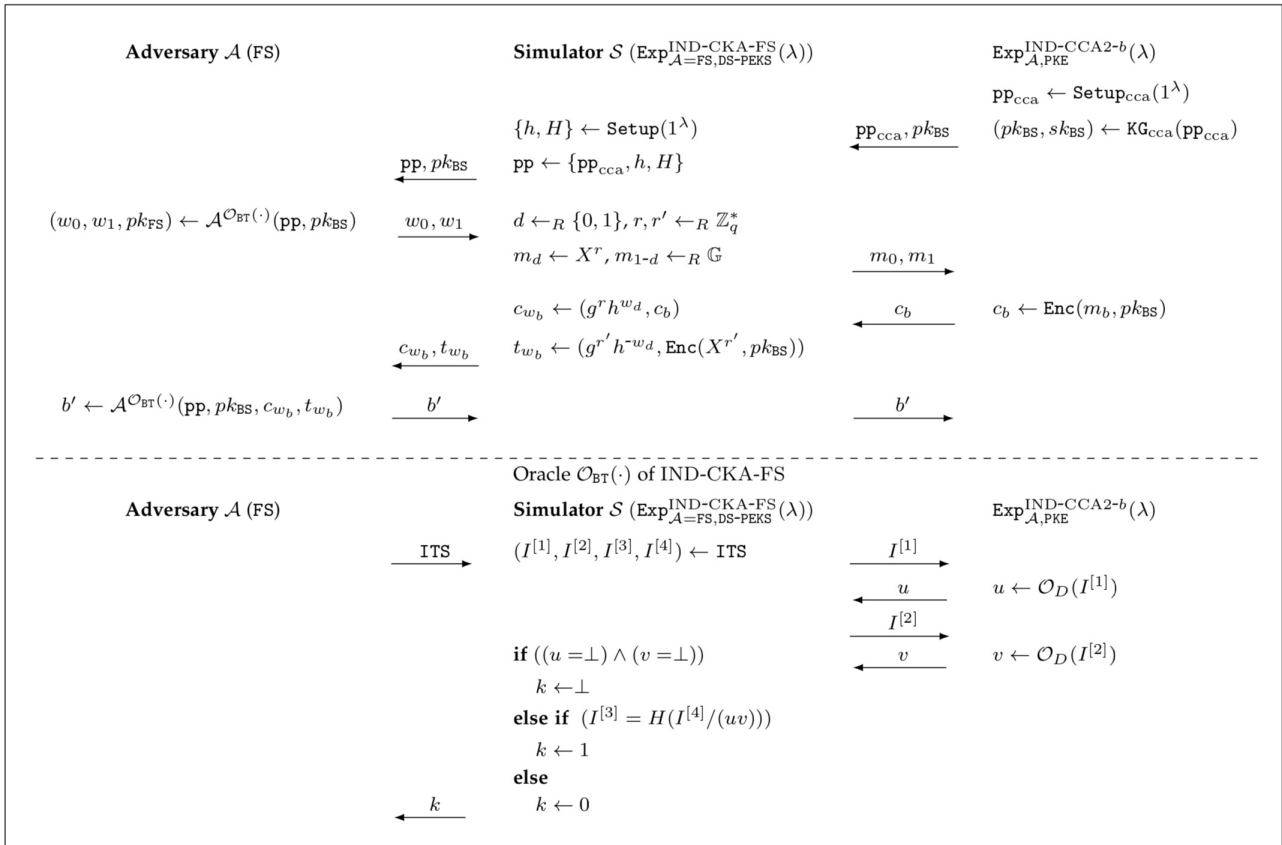 Adversary 𝒜 (FS) Simulator 𝒮 (Exp^{IND-CKA-FS}_{𝒜=FS,DS-PEKS}(λ)) Exp^{IND-CCA2-b}_{𝒜,PKE}(λ)
pp_cca ← Setup_cca(1^λ)
{h, H} ← Setup(1^λ) pp_cca, pk_BS (pk_BS, sk_BS) ← KG_cca(pp_cca)
pp, pk_BS pp ← {pp_cca, h, H}
(w_0, w_1, pk_FS) ← 𝒜^{𝒪_BT(·)}(pp, pk_BS) w_0, w_1 d ←_R {0, 1}, r, r′ ←_R ℤ_q^*
m_d ← X^r, m_{1-d} ←_R 𝔾 m_0, m_1
c_{w_b} ← (g^r h^{w_d}, c_b) c_b c_b ← Enc(m_b, pk_BS)
c_{w_b}, t_{w_b} t_{w_b} ← (g^{r′} h^{-w_d}, Enc(X^{r′}, pk_BS))
b′ ← 𝒜^{𝒪_BT(·)}(pp, pk_BS, c_{w_b}, t_{w_b}) b′ b′
Oracle 𝒪_BT(·) of IND-CKA-FS
Adversary 𝒜 (FS) Simulator 𝒮 (Exp^{IND-CKA-FS}_{𝒜=FS,DS-PEKS}(λ)) Exp^{IND-CCA2-b}_{𝒜,PKE}(λ)
ITS (I^{[1]}, I^{[2]}, I^{[3]}, I^{[4]}) ← ITS I^{[1]}
u u ← 𝒪_D(I^{[1]})
I^{[2]}
if ((u =⊥) ∧ (v =⊥)) v v ← 𝒪_D(I^{[2]})
k ←⊥
else if (I^{[3]} = H(I^{[4]}/(uv)))
k ← 1
else
k k ← 0